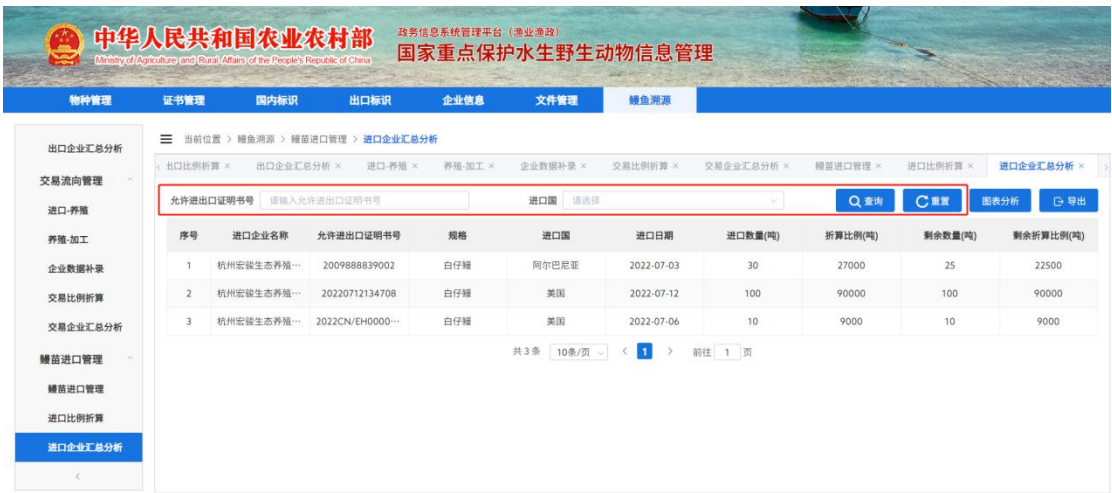 中华人民共和国农业农村部
Ministry of Agriculture and Rural Affairs of the People's Republic of China
政务信息系统管理平台（渔业渔政）
国家重点保护水生野生动物信息管理
物种管理 证书管理 国内标识 出口标识 企业信息 文件管理 鳗鱼溯源
当前位置 > 鳗鱼溯源 > 鳗苗进口管理 > 进口企业汇总分析
出口比例折算 × 出口企业汇总分析 × 进口-养殖 × 养殖-加工 × 企业数据补录 × 交易比例折算 × 交易企业汇总分析 × 鳗苗进口管理 × 进口比例折算 × 进口企业汇总分析 ×
允许进出口证明书号 请输入允许进出口证明书号 进口国 请选择 查询 重置 图表分析 导出
序号 进口企业名称 允许进出口证明书号 规格 进口国 进口日期 进口数量(吨) 折算比例(吨) 剩余数量(吨) 剩余折算比例(吨)
1 杭州宏骏生态养殖… 2009888839002 白仔鳗 阿尔巴尼亚 2022-07-03 30 27000 25 22500
2 杭州宏骏生态养殖… 20220712134708 白仔鳗 美国 2022-07-12 100 90000 100 90000
3 杭州宏骏生态养殖… 2022CN/EH0000… 白仔鳗 美国 2022-07-06 10 9000 10 9000
共 3 条 10条/页 < 1 > 前往 1 页
出口企业汇总分析
交易流向管理
进口-养殖
养殖-加工
企业数据补录
交易比例折算
交易企业汇总分析
鳗苗进口管理
鳗苗进口管理
进口比例折算
进口企业汇总分析